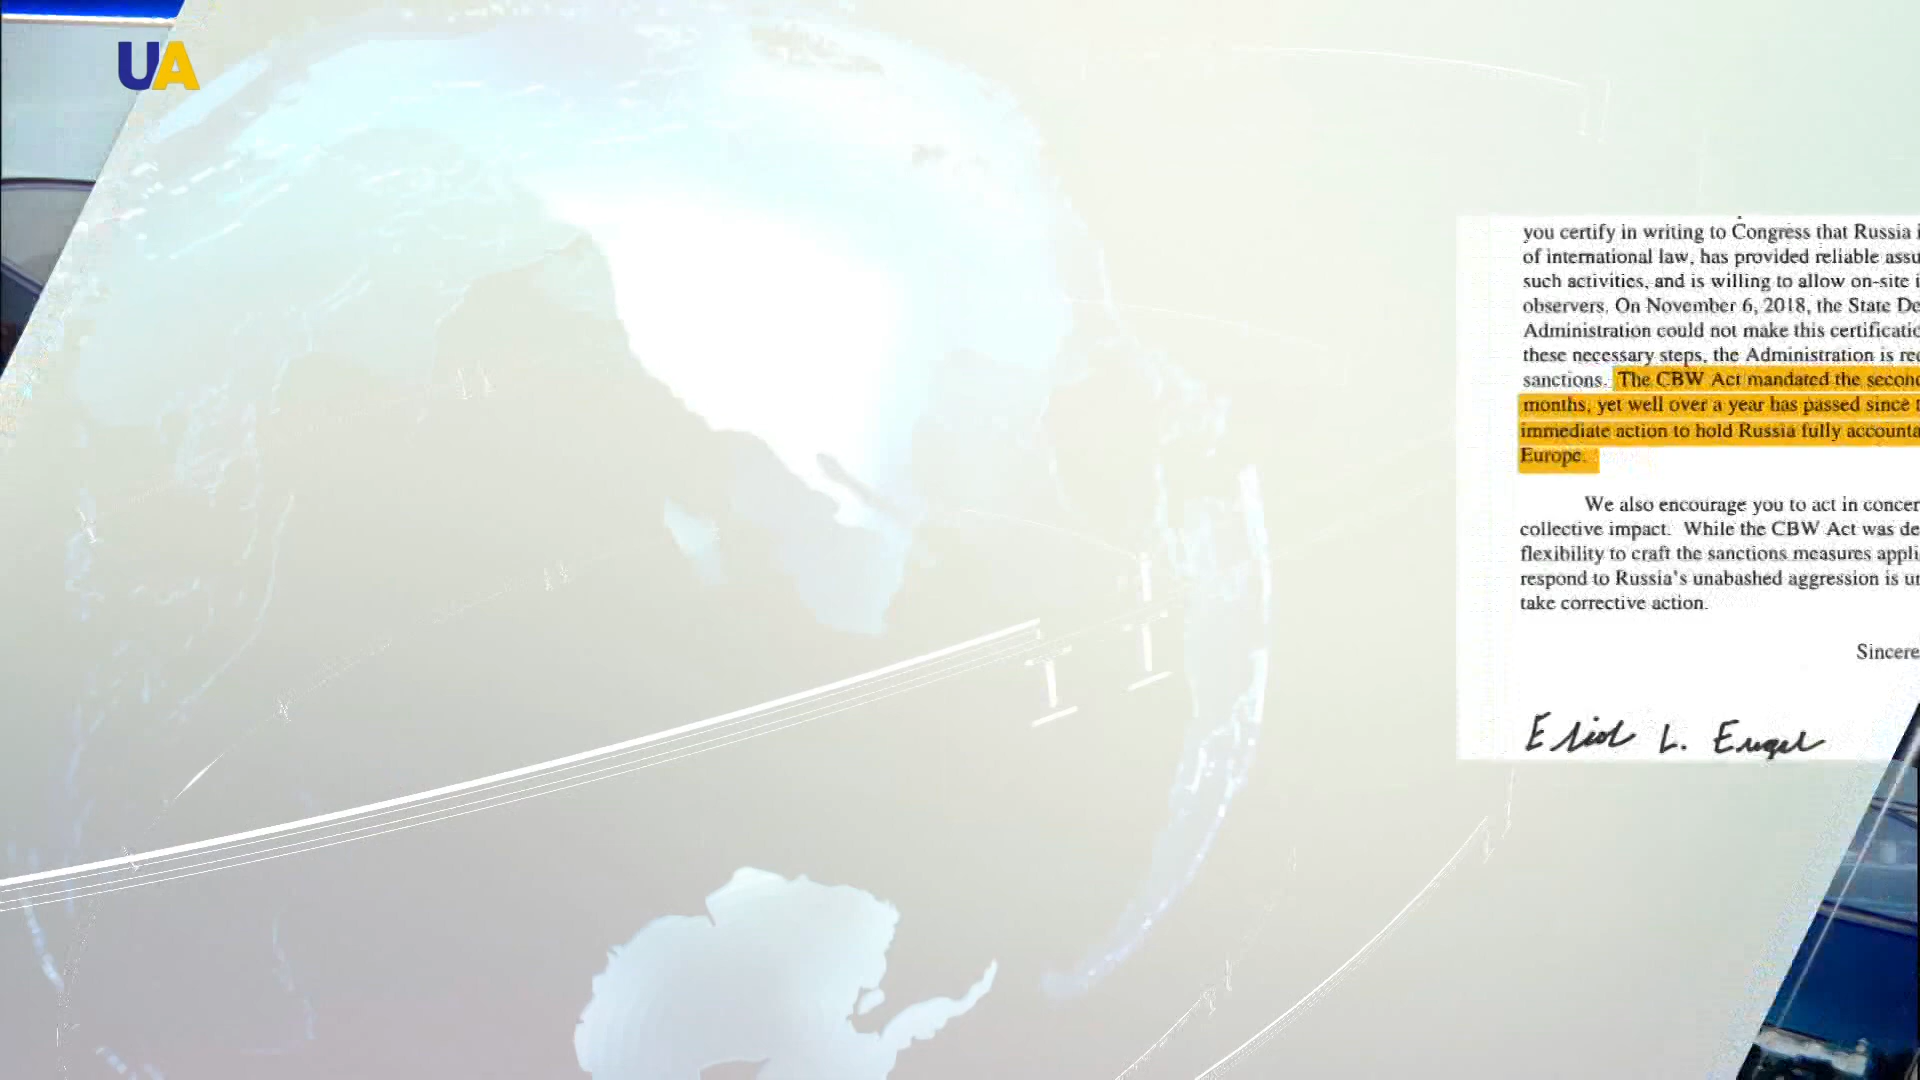 UA
you certify in writing to Congress that Russia
of international law, has provided reliable
such activities, and is willing to allow on-site
observers. On November 6, 2018, the State
Administration could not make this
these necessary steps, the Administration is
sanctions. The CBW Act mandated the
months, yet well over a year has passed since
immediate action to hold Russia fully
Europe.
We also encourage you to act in
collective impact. While the CBW Act was
flexibility to craft the sanctions measures
respond to Russia's unabashed aggression is
take corrective action.
Eliot L. Engel